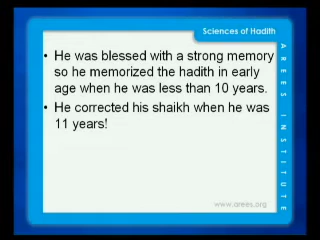 Sciences of Hadith
• He was blessed with a strong memory
so he memorized the hadith in early
age when he was less than 10 years.
• He corrected his shaikh when he was
11 years!
AREES INSTITUTE
www.arees.org